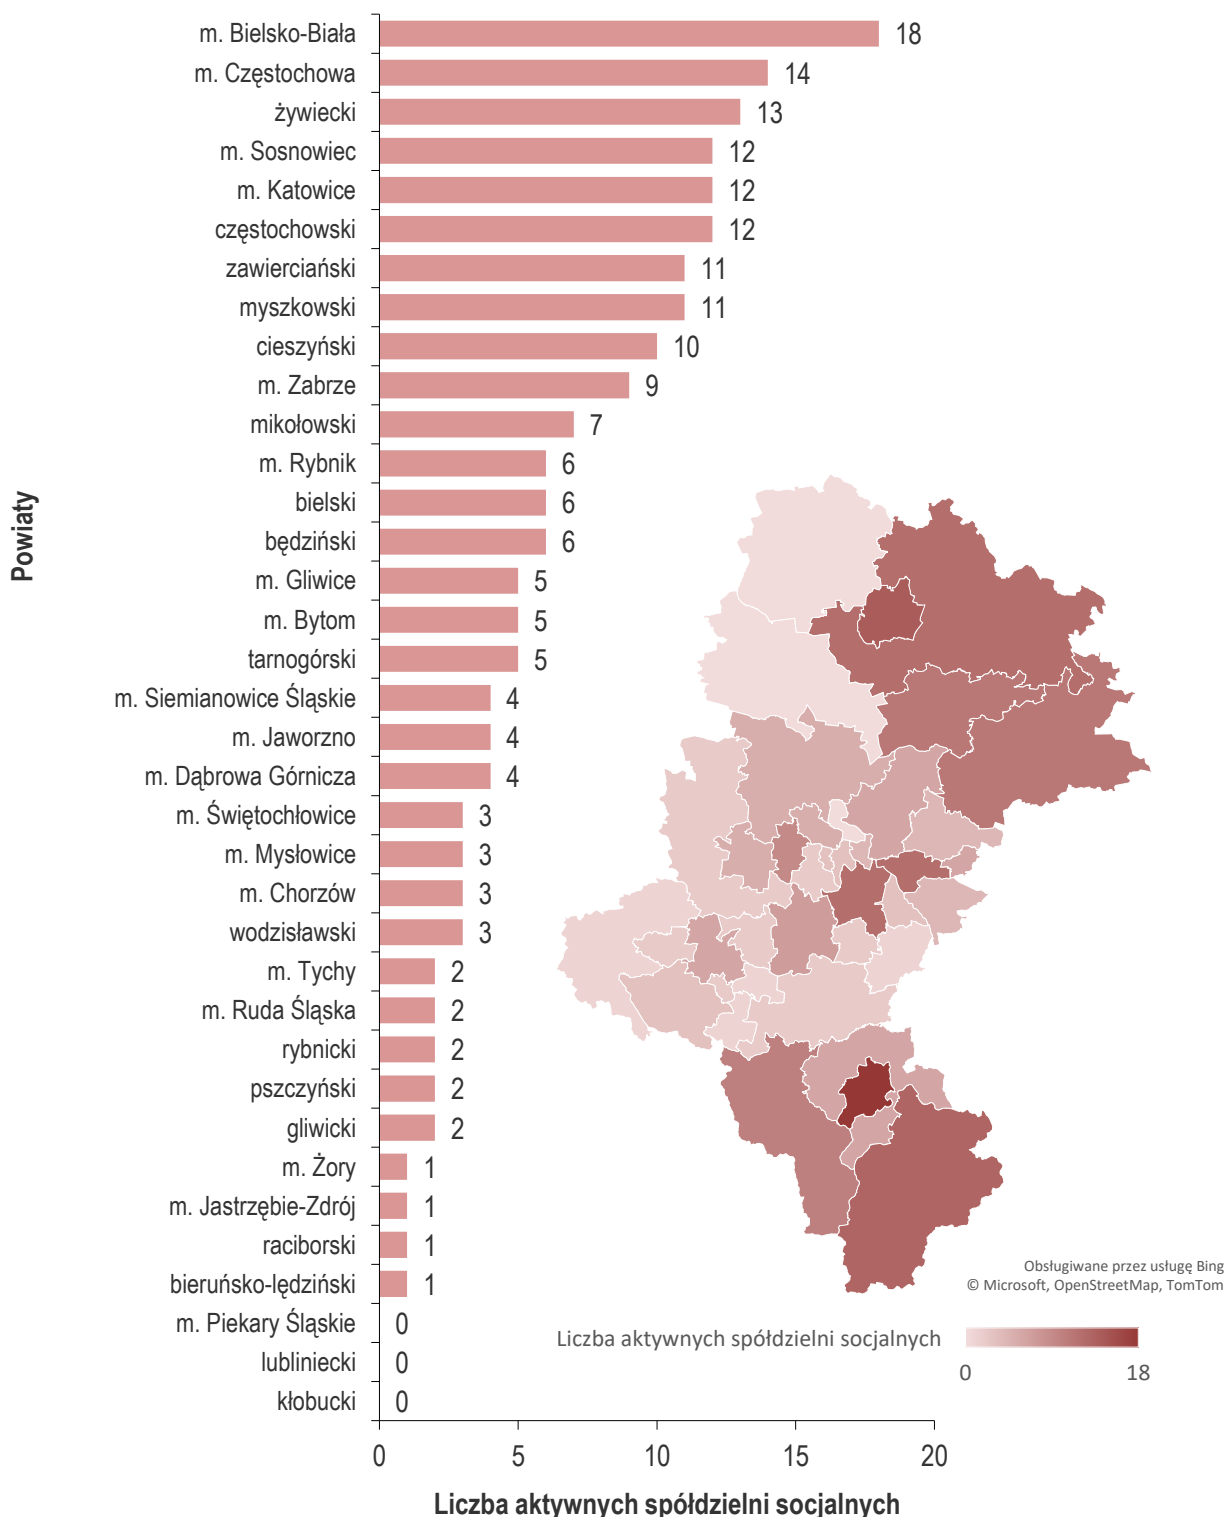 m. Bielsko-Biała 18
m. Częstochowa 14
żywiecki 13
m. Sosnowiec 12
m. Katowice 12
częstochowski 12
zawierciański 11
myszkowski 11
cieszyński 10
m. Zabrze 9
mikołowski 7
m. Rybnik 6
bielski 6
będziński 6
m. Gliwice 5
m. Bytom 5
tarnogórski 5
m. Siemianowice Śląskie 4
m. Jaworzno 4
m. Dąbrowa Górnicza 4
m. Świętochłowice 3
m. Mysłowice 3
m. Chorzów 3
wodzisławski 3
m. Tychy 2
m. Ruda Śląska 2
rybnicki 2
pszczyński 2
gliwicki 2
m. Żory 1
m. Jastrzębie-Zdrój 1
raciborski 1
bieruńsko-lędziński 1
m. Piekary Śląskie 0
lubliniecki 0
kłobucki 0
Powiaty
0 5 10 15 20
Liczba aktywnych spółdzielni socjalnych
Obsługiwane przez usługę Bing
© Microsoft, OpenStreetMap, TomTom
Liczba aktywnych spółdzielni socjalnych
0 18